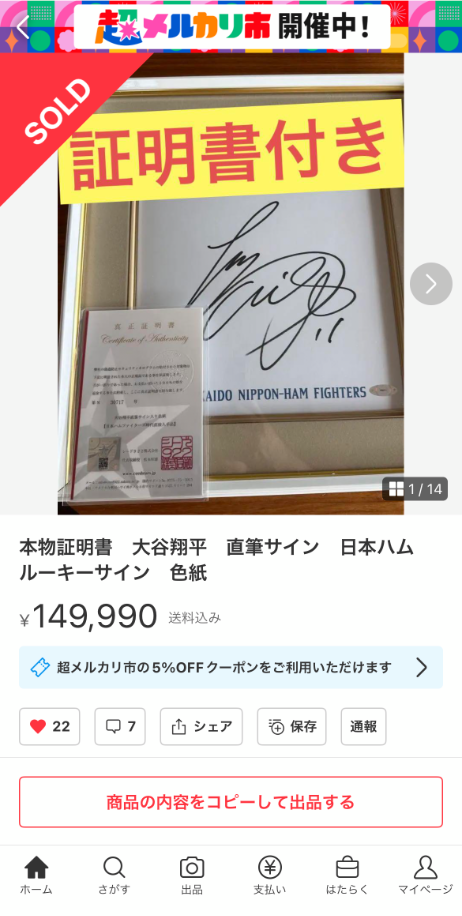 超メルカリ市 開催中!
SOLD
証明書付き
真正証明書
Certificate of Authenticity
KAIDO NIPPON-HAM FIGHTERS
1 / 14
本物証明書 大谷翔平 直筆サイン 日本ハム
ルーキーサイン 色紙
¥149,990 送料込み
超メルカリ市の5%OFFクーポンをご利用いただけます
22
7
シェア
保存
通報
商品の内容をコピーして出品する
ホーム
さがす
出品
支払い
はたらく
マイページ